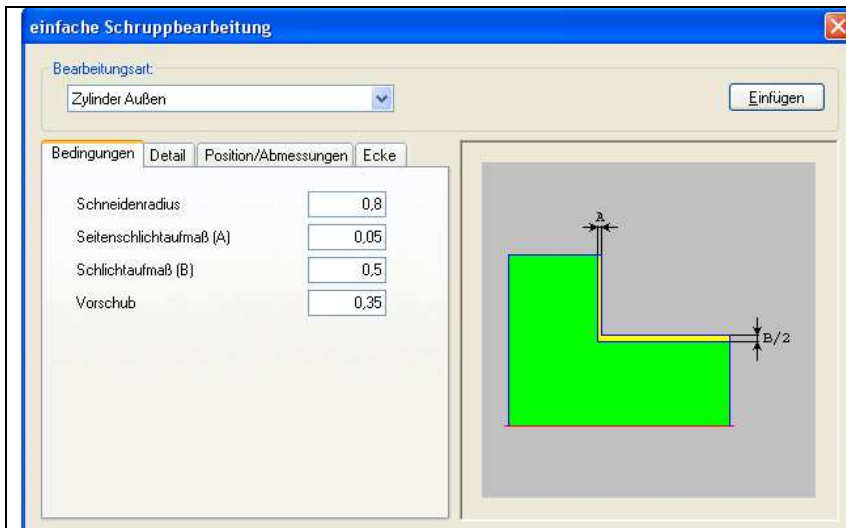 einfache Schruppbearbeitung
Bearbeitungsart:
Zylinder Außen
Einfügen
Bedingungen Detail Position/Abmessungen Ecke
Schneidenradius 0,8
Seitenschlichtaufmaß (A) 0,05
Schlichtaufmaß (B) 0,5
Vorschub 0,35
A
B/2